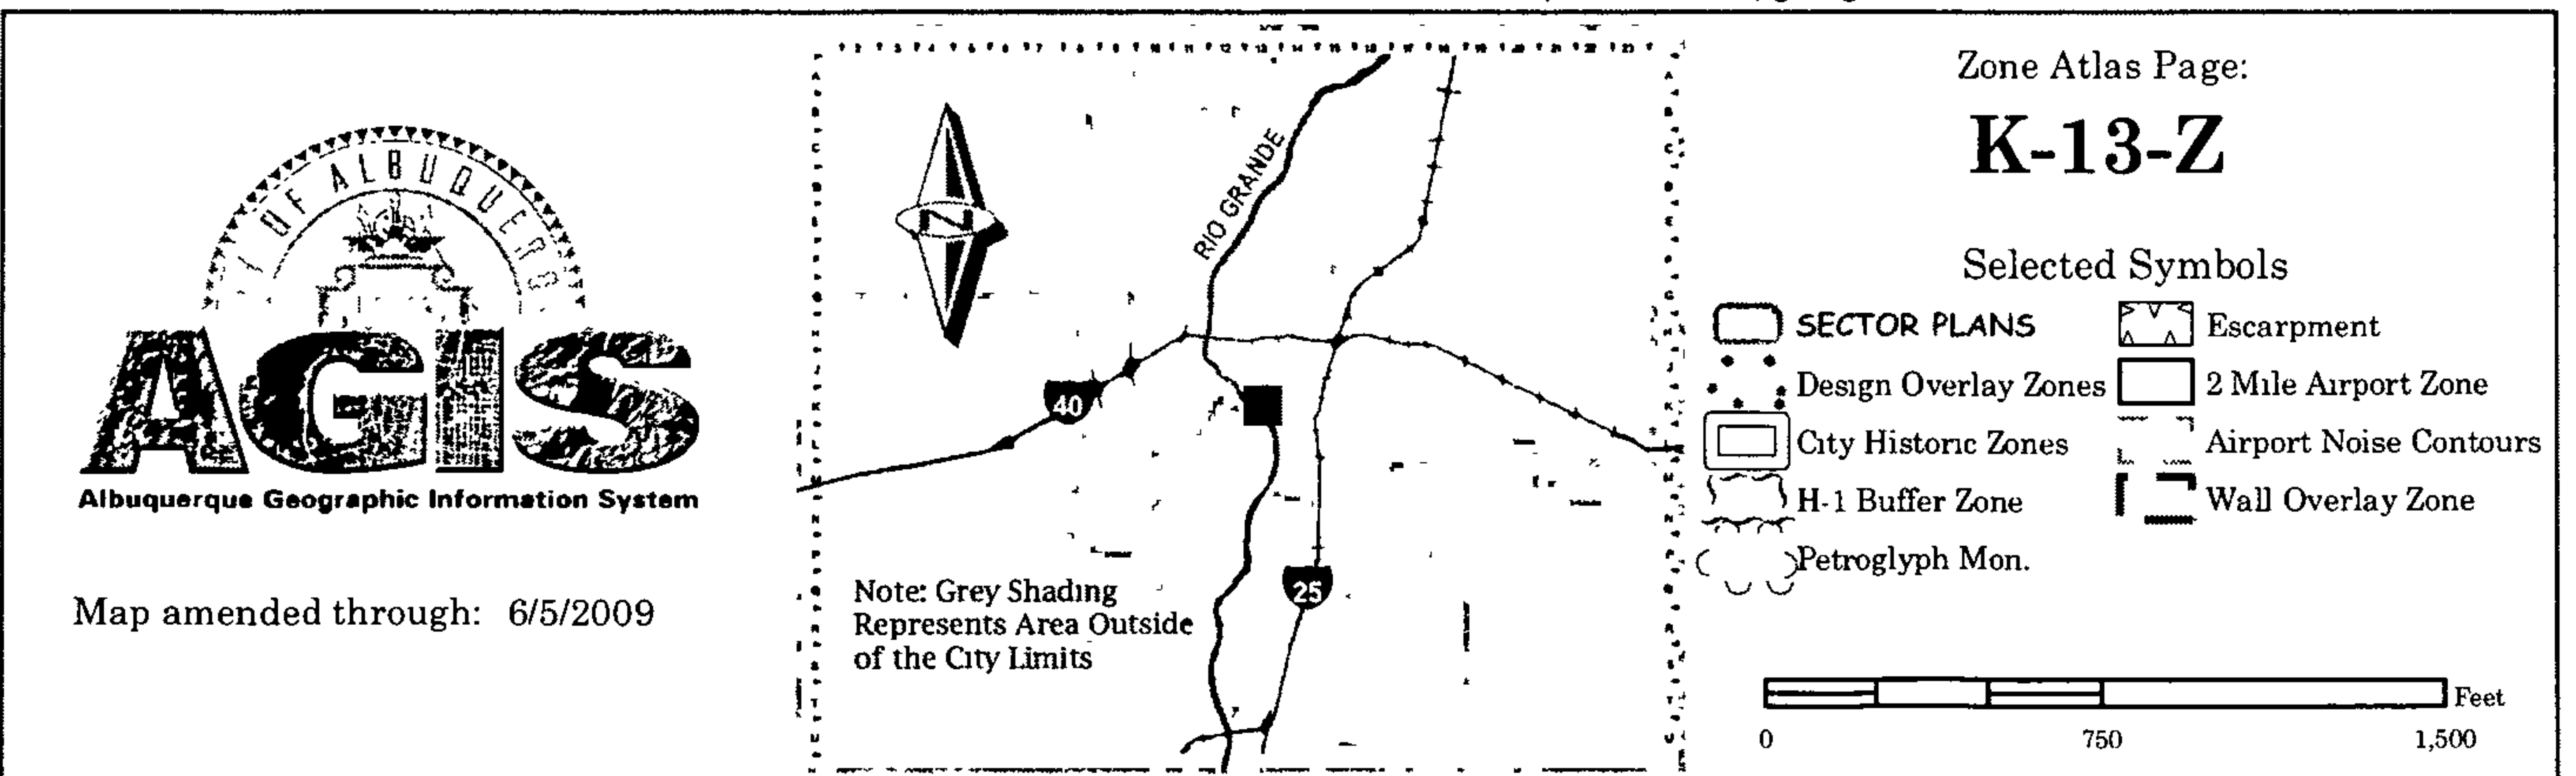 OF ALBUQUERQ
AGIS
Albuquerque Geographic Information System
Map amended through: 6/5/2009
N
RIO GRANDE
40
25
Note: Grey Shading
Represents Area Outside
of the City Limits
Zone Atlas Page:
K-13-Z
Selected Symbols
SECTOR PLANS
Design Overlay Zones
City Historic Zones
H-1 Buffer Zone
Petroglyph Mon.
Escarpment
2 Mile Airport Zone
Airport Noise Contours
Wall Overlay Zone
Feet
0 750 1,500